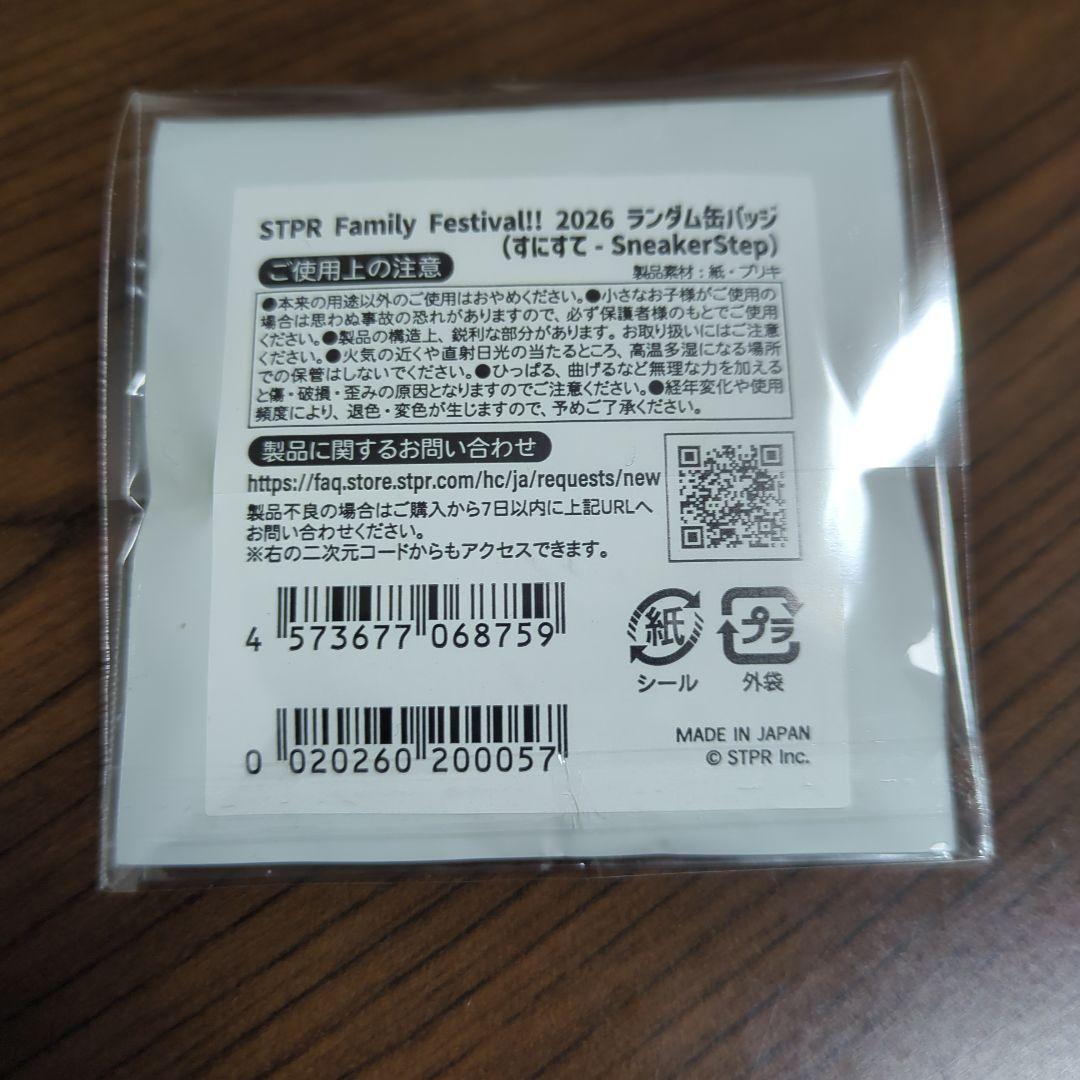 STPR Family Festival!! 2026 ランダム缶バッジ
(すにすて - SneakerStep)
ご使用上の注意
製品素材：紙・ブリキ
●本来の用途以外のご使用はおやめください。●小さなお子様がご使用の
場合は思わぬ事故の恐れがありますので、必ず保護者様のもとでご使用
ください。●製品の構造上、鋭利な部分があります。お取り扱いにはご注意
ください。●火気の近くや直射日光の当たるところ、高温多湿になる場所
での保管はしないでください。●ひっぱる、曲げるなど無理な力を加える
と傷・破損・歪みの原因となりますのでご注意ください。●経年変化や使用
頻度により、退色・変色が生じますので、予めご了承ください。
製品に関するお問い合わせ
https://faq.store.stpr.com/hc/ja/requests/new
製品不良の場合はご購入から7日以内に上記URLへ
お問い合わせください。
※右の二次元コードからもアクセスできます。
4 573677 068759
紙
シール
プラ
外袋
0 020260 200057
MADE IN JAPAN
© STPR Inc.